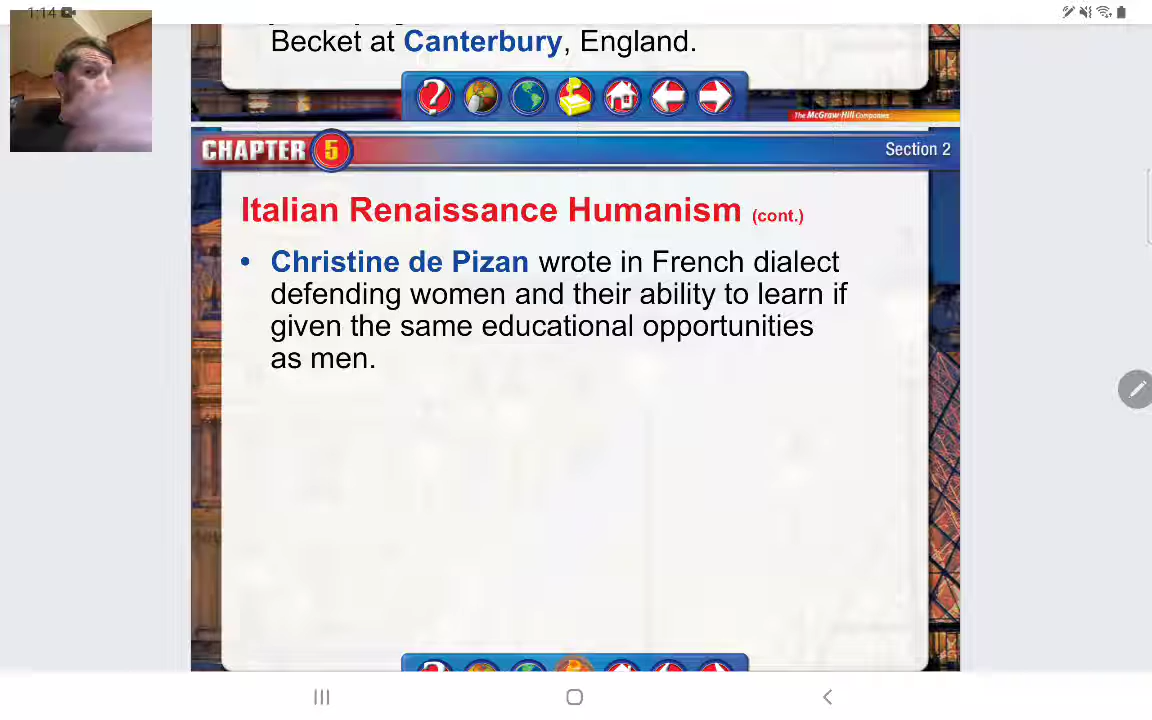 1:14
Becket at Canterbury, England.
The McGraw Hill Companies
CHAPTER 5
Section 2
Italian Renaissance Humanism (cont.)
• Christine de Pizan wrote in French dialect
defending women and their ability to learn if
given the same educational opportunities
as men.